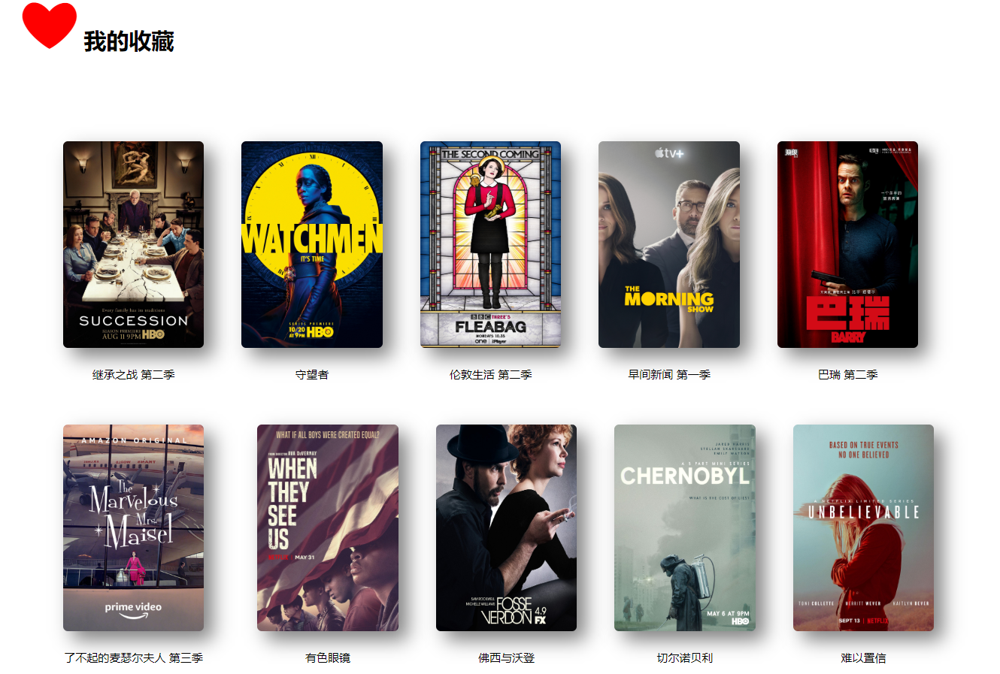 我的收藏
Every family has its traditions
SUCCESSION
SEASON PREMIERE
AUG 11 9PM HBO
继承之战 第二季
XII
WATCHMEN
IT'S TIME
SERIES PREMIERE
10/20
AT 9PM HBO
守望者
THE SECOND COMING
BBC THREE'S
FLEABAG
MONDAYS 10.35
one iPlayer
伦敦生活 第二季
tv+
THE
MORNING
SHOW
早间新闻 第一季
一个杀手的
巴瑞
BARRY
巴瑞 第二季
AMAZON ORIGINAL
The
Marvelous
Mrs.
Maisel
prime video
了不起的麦瑟尔夫人 第三季
WHAT IF ALL BOYS WERE CREATED EQUAL?
FROM DIRECTOR AVA DuVERNAY
WHEN
THEY
SEE
US
NETFLIX MAY 31
有色眼镜
SAM ROCKWELL
MICHELLE WILLIAMS
FOSSE
VERDON
4.9
FX
佛西与沃登
JARED HARRIS
STELLAN SKARSGÅRD
EMILY WATSON
A 5 PART MINI SERIES
CHERNOBYL
WHAT IS THE COST OF LIES?
MAY 6 AT 9PM
HBO
切尔诺贝利
BASED ON TRUE EVENTS
NO ONE BELIEVED
A NETFLIX LIMITED SERIES
UNBELIEVABLE
TONI COLLETTE MERRITT WEVER KAITLYN DEVER
SEPT 13 | NETFLIX
难以置信